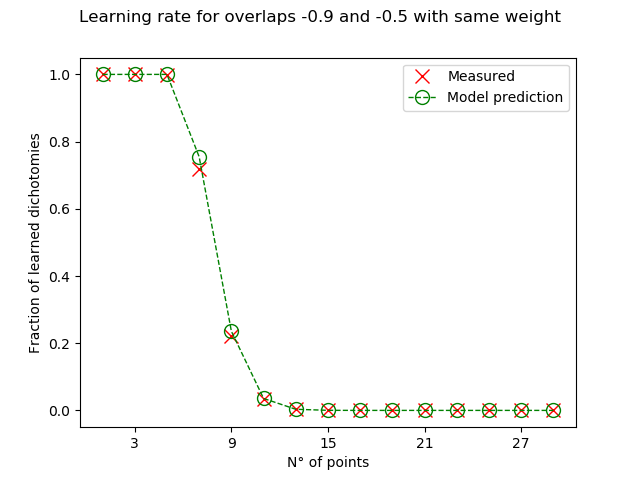 Learning rate for overlaps -0.9 and -0.5 with same weight
Measured
Model prediction
1.0
0.8
0.6
0.4
0.2
0.0
Fraction of learned dichotomies
3 9 15 21 27
N° of points